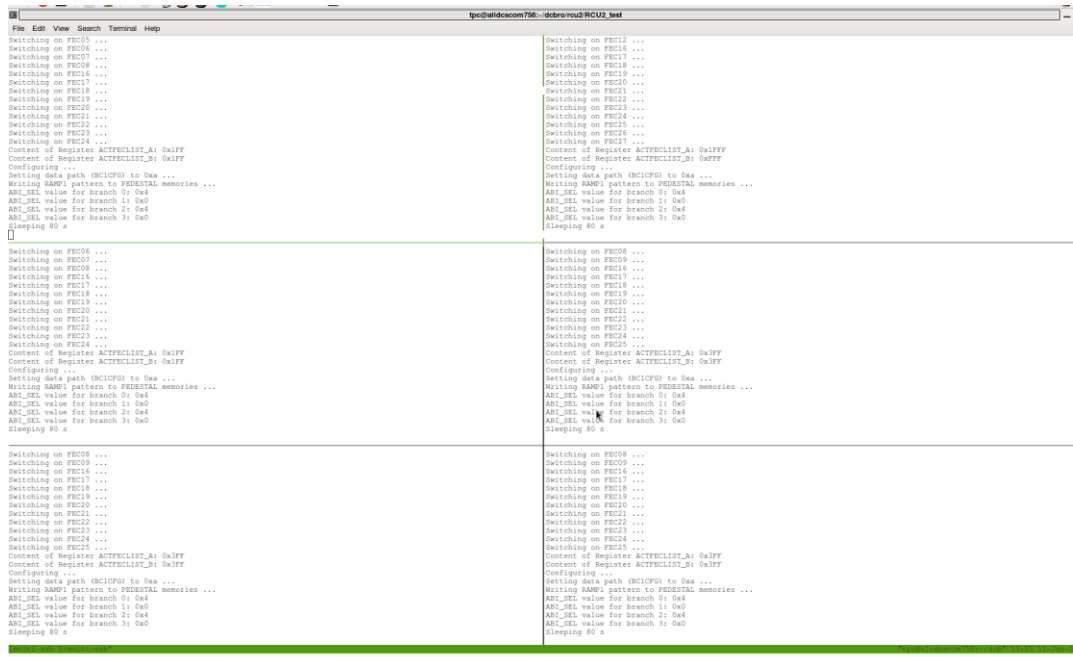 tpc@alidcscom758:~/dcbro/rcu2/RCU2_test
File Edit View Search Terminal Help
Switching on FEC05 ...
Switching on FEC06 ...
Switching on FEC07 ...
Switching on FEC08 ...
Switching on FEC16 ...
Switching on FEC17 ...
Switching on FEC18 ...
Switching on FEC19 ...
Switching on FEC20 ...
Switching on FEC21 ...
Switching on FEC22 ...
Switching on FEC23 ...
Switching on FEC24 ...
Content of Register ACTFECLIST_A: 0x1FF
Content of Register ACTFECLIST_B: 0x1FF
Configuring ...
Setting data path (BC1CFG) to 0xa ...
Writing RAMP1 pattern to PEDESTAL memories ...
ABI_SEL value for branch 0: 0x4
ABI_SEL value for branch 1: 0x0
ABI_SEL value for branch 2: 0x4
ABI_SEL value for branch 3: 0x0
Sleeping 80 s
Switching on FEC12 ...
Switching on FEC16 ...
Switching on FEC17 ...
Switching on FEC18 ...
Switching on FEC19 ...
Switching on FEC20 ...
Switching on FEC21 ...
Switching on FEC22 ...
Switching on FEC23 ...
Switching on FEC24 ...
Switching on FEC25 ...
Switching on FEC26 ...
Switching on FEC27 ...
Content of Register ACTFECLIST_A: 0x1FFF
Content of Register ACTFECLIST_B: 0xFFF
Configuring ...
Setting data path (BC1CFG) to 0xa ...
Writing RAMP1 pattern to PEDESTAL memories ...
ABI_SEL value for branch 0: 0x4
ABI_SEL value for branch 1: 0x0
ABI_SEL value for branch 2: 0x4
ABI_SEL value for branch 3: 0x0
Sleeping 80 s
Switching on FEC06 ...
Switching on FEC07 ...
Switching on FEC08 ...
Switching on FEC16 ...
Switching on FEC17 ...
Switching on FEC18 ...
Switching on FEC19 ...
Switching on FEC20 ...
Switching on FEC21 ...
Switching on FEC22 ...
Switching on FEC23 ...
Switching on FEC24 ...
Content of Register ACTFECLIST_A: 0x1FF
Content of Register ACTFECLIST_B: 0x1FF
Configuring ...
Setting data path (BC1CFG) to 0xa ...
Writing RAMP1 pattern to PEDESTAL memories ...
ABI_SEL value for branch 0: 0x4
ABI_SEL value for branch 1: 0x0
ABI_SEL value for branch 2: 0x4
ABI_SEL value for branch 3: 0x0
Sleeping 80 s
Switching on FEC08 ...
Switching on FEC09 ...
Switching on FEC16 ...
Switching on FEC17 ...
Switching on FEC18 ...
Switching on FEC19 ...
Switching on FEC20 ...
Switching on FEC21 ...
Switching on FEC22 ...
Switching on FEC23 ...
Switching on FEC24 ...
Switching on FEC25 ...
Content of Register ACTFECLIST_A: 0x3FF
Content of Register ACTFECLIST_B: 0x3FF
Configuring ...
Setting data path (BC1CFG) to 0xa ...
Writing RAMP1 pattern to PEDESTAL memories ...
ABI_SEL value for branch 0: 0x4
ABI_SEL value for branch 1: 0x0
ABI_SEL value for branch 2: 0x4
ABI_SEL value for branch 3: 0x0
Sleeping 80 s
Switching on FEC08 ...
Switching on FEC09 ...
Switching on FEC16 ...
Switching on FEC17 ...
Switching on FEC18 ...
Switching on FEC19 ...
Switching on FEC20 ...
Switching on FEC21 ...
Switching on FEC22 ...
Switching on FEC23 ...
Switching on FEC24 ...
Switching on FEC25 ...
Content of Register ACTFECLIST_A: 0x3FF
Content of Register ACTFECLIST_B: 0x3FF
Configuring ...
Setting data path (BC1CFG) to 0xa ...
Writing RAMP1 pattern to PEDESTAL memories ...
ABI_SEL value for branch 0: 0x4
ABI_SEL value for branch 1: 0x0
ABI_SEL value for branch 2: 0x4
ABI_SEL value for branch 3: 0x0
Sleeping 80 s
Switching on FEC08 ...
Switching on FEC09 ...
Switching on FEC16 ...
Switching on FEC17 ...
Switching on FEC18 ...
Switching on FEC19 ...
Switching on FEC20 ...
Switching on FEC21 ...
Switching on FEC22 ...
Switching on FEC23 ...
Switching on FEC24 ...
Switching on FEC25 ...
Content of Register ACTFECLIST_A: 0x3FF
Content of Register ACTFECLIST_B: 0x3FF
Configuring ...
Setting data path (BC1CFG) to 0xa ...
Writing RAMP1 pattern to PEDESTAL memories ...
ABI_SEL value for branch 0: 0x4
ABI_SEL value for branch 1: 0x0
ABI_SEL value for branch 2: 0x4
ABI_SEL value for branch 3: 0x0
Sleeping 80 s